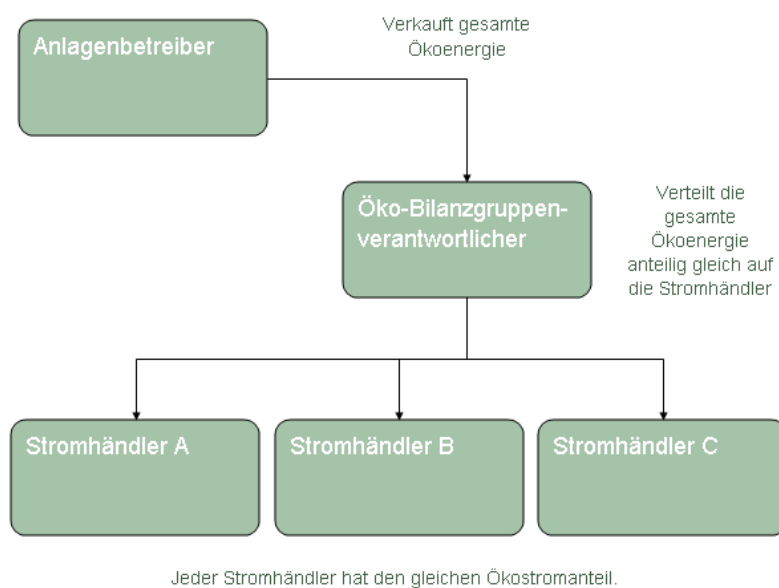 Verkauft gesamte
Ökoenergie
Anlagenbetreiber
Öko-Bilanzgruppen-
verantwortlicher
Verteilt die
gesamte
Ökoenergie
anteilig gleich auf
die Stromhändler
Stromhändler A
Stromhändler B
Stromhändler C
Jeder Stromhändler hat den gleichen Ökostromanteil.